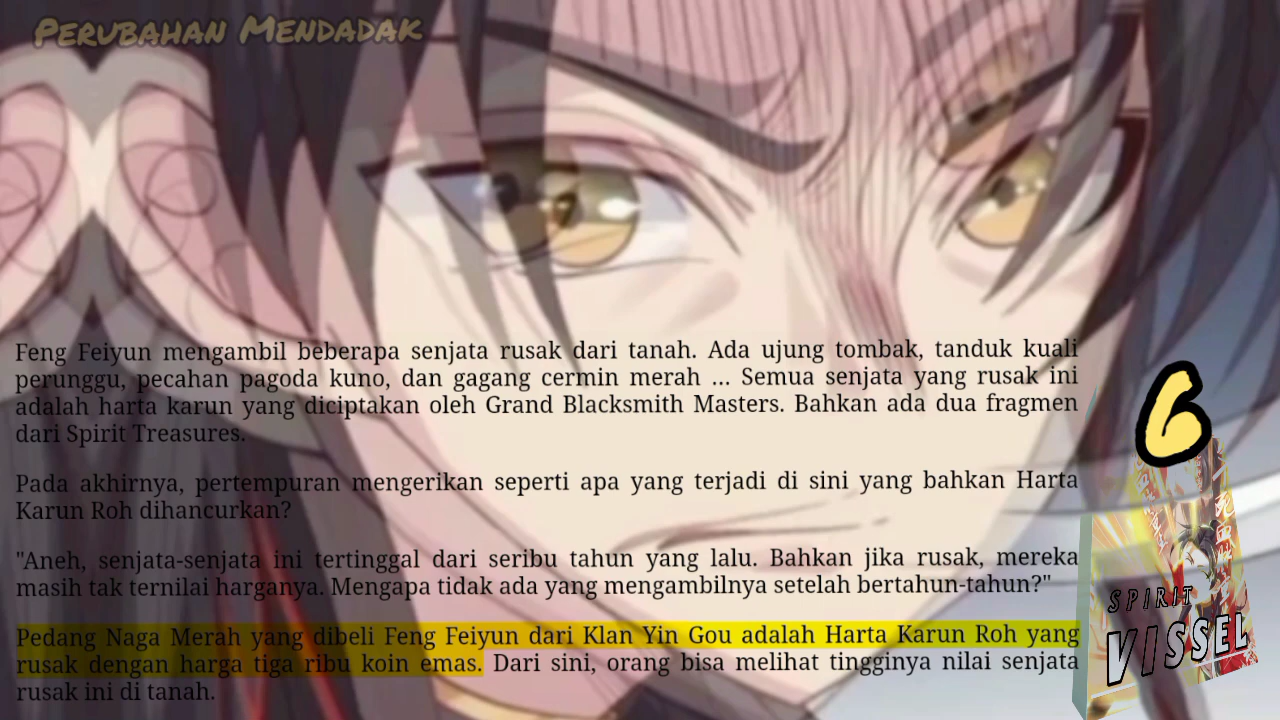 Perubahan Mendadak
Feng Feiyun mengambil beberapa senjata rusak dari tanah. Ada ujung tombak, tanduk kuali
perunggu, pecahan pagoda kuno, dan gagang cermin merah ... Semua senjata yang rusak ini
adalah harta karun yang diciptakan oleh Grand Blacksmith Masters. Bahkan ada dua fragmen
dari Spirit Treasures.
Pada akhirnya, pertempuran mengerikan seperti apa yang terjadi di sini yang bahkan Harta
Karun Roh dihancurkan?
"Aneh, senjata-senjata ini tertinggal dari seribu tahun yang lalu. Bahkan jika rusak, mereka
masih tak ternilai harganya. Mengapa tidak ada yang mengambilnya setelah bertahun-tahun?"
Pedang Naga Merah yang dibeli Feng Feiyun dari Klan Yin Gou adalah Harta Karun Roh yang
rusak dengan harga tiga ribu koin emas. Dari sini, orang bisa melihat tingginya nilai senjata
rusak ini di tanah.
6
SPIRIT
VISSEL